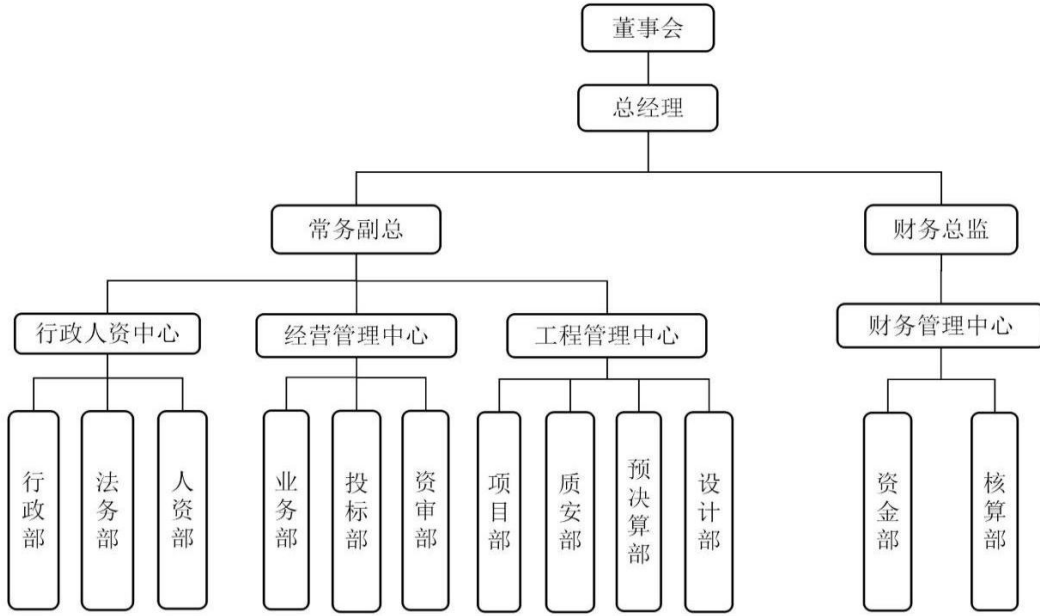 董事会
总经理
常务副总
财务总监
行政人资中心
经营管理中心
工程管理中心
财务管理中心
行政部
法务部
人资部
业务部
投标部
资审部
项目部
质安部
预决算部
设计部
资金部
核算部